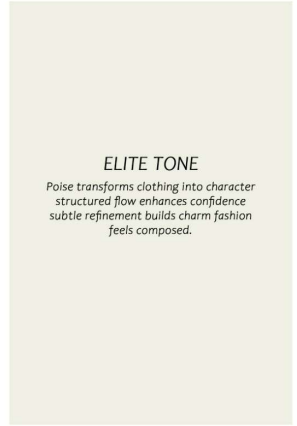 ELITE TONE
Poise transforms clothing into character
structured flow enhances confidence
subtle refinement builds charm fashion
feels composed.